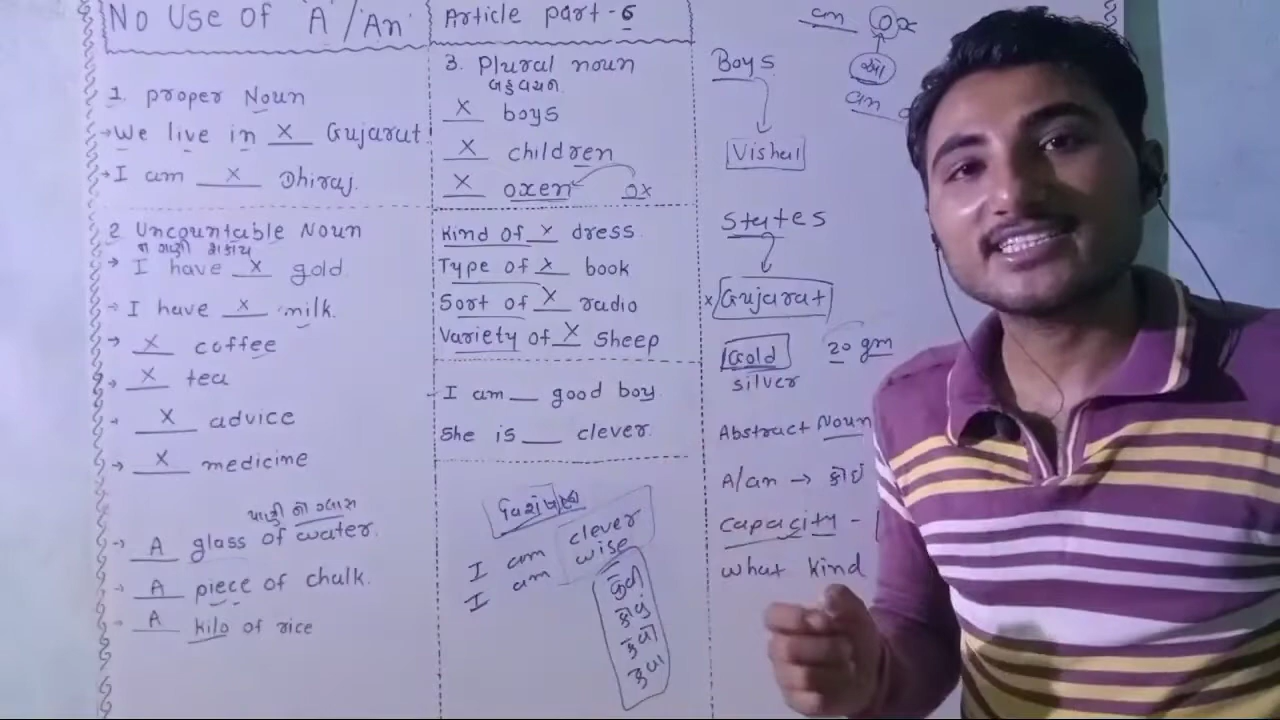 No Use of 'A'/An'
1. proper Noun
→ We live in x Gujarat.
→ I am x Dhiraj.
2 Uncountable Noun
ન ગણી શકાય
→ I have x gold.
→ I have x milk.
→ x coffee
→ x tea
→ x advice
→ x medicine
પાણી નો ગ્લાસ
→ A glass of water.
→ A piece of chalk.
→ A kilo of rice
Article part-6
3. Plural noun
બહુવચન
x boys
x children
x oxen ox
Kind of x dress.
Type of x book
Sort of x radio
Variety of x sheep
I am __ good boy.
She is __ clever.
I am clever
I am wise
an ox
an
Boys
Vishal
States
x Gujarat
Gold 20 gm
silver
Abstract Noun
A/an → કોઈ
capacity -
what kind